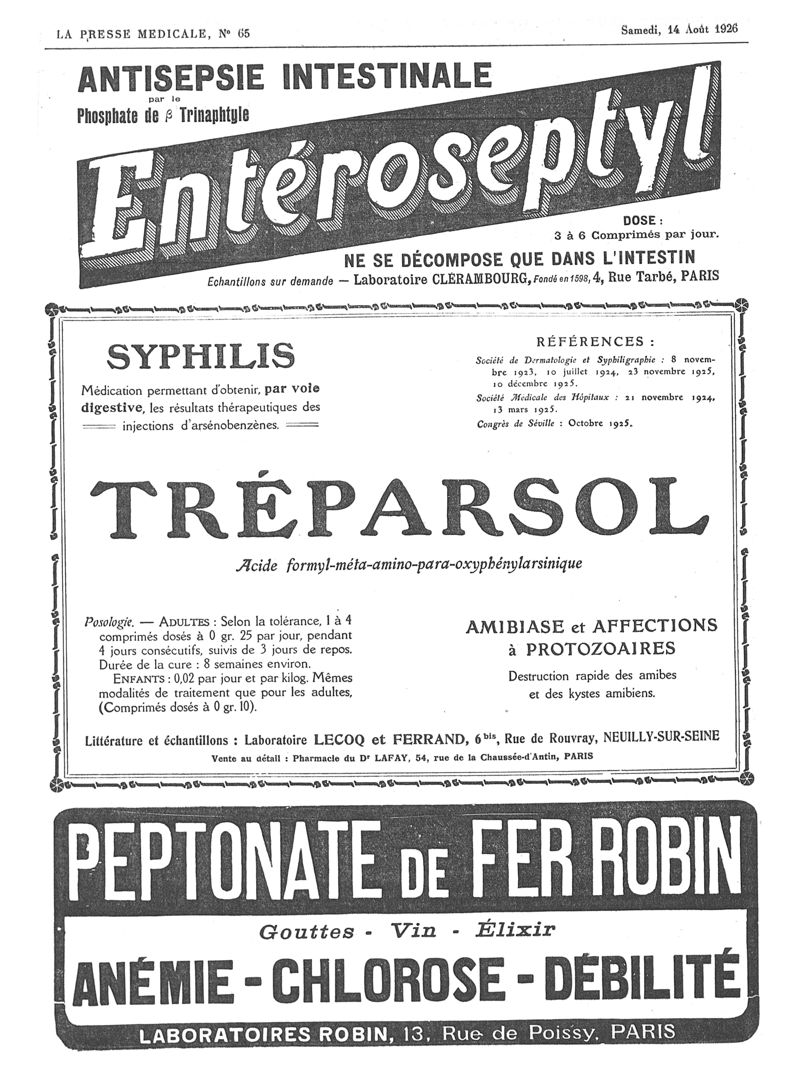 LA PRESSE MEDICALE, N° 65
Samedi, 14 Août 1926
ANTISEPSIE INTESTINALE
par le
Phosphate de β Trinaphtyle
Entéroseptyl
DOSE :
3 à 6 Comprimés par jour.
NE SE DÉCOMPOSE QUE DANS L'INTESTIN
Echantillons sur demande — Laboratoire CLÉRAMBOURG, Fondé en 1598, 4, Rue Tarbé, PARIS
SYPHILIS
Médication permettant d'obtenir, par voie
digestive, les résultats thérapeutiques des
injections d'arsénobenzènes.
RÉFÉRENCES :
Société de Dermatologie et Syphiligraphie : 8 novem-
bre 1923, 10 juillet 1924, 23 novembre 1925,
10 décembre 1925.
Société Médicale des Hôpitaux : 21 novembre 1924,
13 mars 1925.
Congrès de Séville : Octobre 1925.
TRÉPARSOL
Acide formyl-méta-amino-para-oxyphénylarsinique
Posologie. — ADULTES : Selon la tolérance, 1 à 4
comprimés dosés à 0 gr. 25 par jour, pendant
4 jours consécutifs, suivis de 3 jours de repos.
Durée de la cure : 8 semaines environ.
ENFANTS : 0,02 par jour et par kilog. Mêmes
modalités de traitement que pour les adultes,
(Comprimés dosés à 0 gr. 10).
AMIBIASE et AFFECTIONS
à PROTOZOAIRES
Destruction rapide des amibes
et des kystes amibiens.
Littérature et échantillons : Laboratoire LECOQ et FERRAND, 6 bis, Rue de Rouvray, NEUILLY-SUR-SEINE
Vente au détail : Pharmacie du Dr LAFAY, 54, rue de la Chaussée-d'Antin, PARIS
PEPTONATE DE FER ROBIN
Gouttes - Vin - Élixir
ANÉMIE - CHLOROSE - DÉBILITÉ
LABORATOIRES ROBIN, 13, Rue de Poissy, PARIS